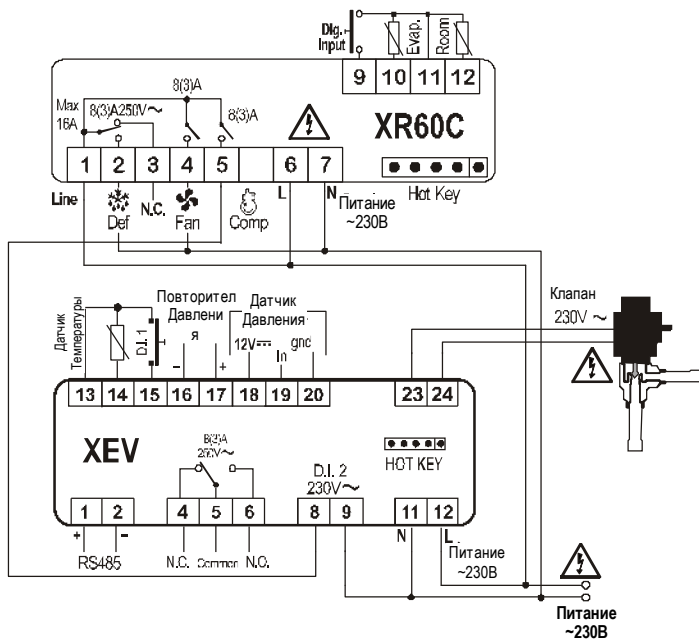 Dig. Input
Evap.
Room
9 10 11 12
XR60C
Max 16A
8(3)A250V~
8(3)A
8(3)A
1 2 3 4 5 6 7
Hot Key
Line
Def
N.C.
Fan
Comp
L
N
Питание
~230В
Датчик
Температуры
D.I. 1
Повторител
Давлени
я
− +
Датчик
Давления
12V
In
gnd
13 14 15 16 17 18 19 20
23 24
Клапан
230V ~
XEV
8(3)A
250V~
D.I. 2
230V~
HOT KEY
1 2
4 5 6
8 9
11 12
+ −
RS485
N.C. Common N.C.
N
L
Питание
~230В
Питание
~230В